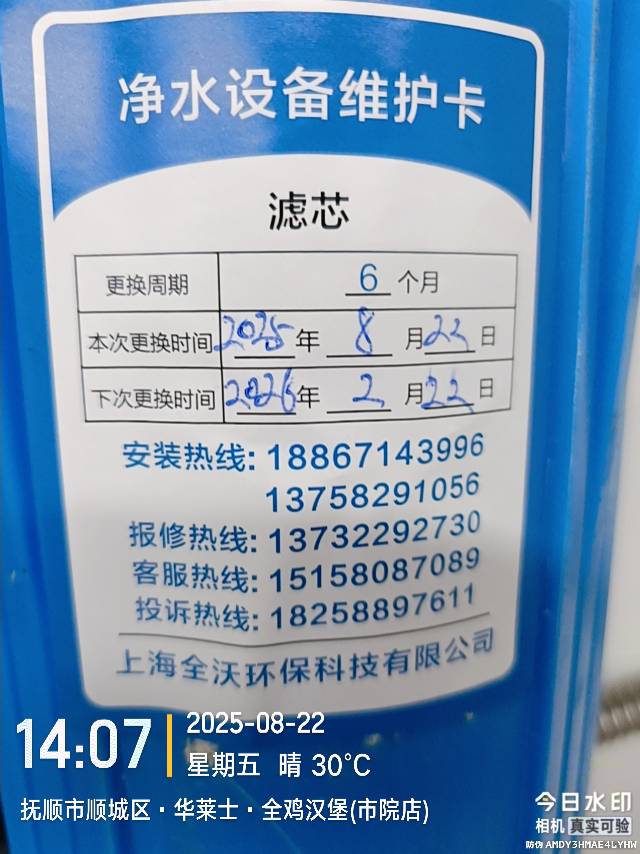 净水设备维护卡
滤芯
更换周期 6 个月
本次更换时间 2025 年 8 月 22 日
下次更换时间 2026 年 2 月 22 日
安装热线: 18867143996
13758291056
报修热线: 13732292730
客服热线: 15158087089
投诉热线: 18258897611
上海全沃环保科技有限公司
14:07 2025-08-22
星期五 晴 30°C
抚顺市顺城区·华莱士·全鸡汉堡(市院店)
今日水印
相机 真实可验
防伪 AMDY3HMAE4LYHW